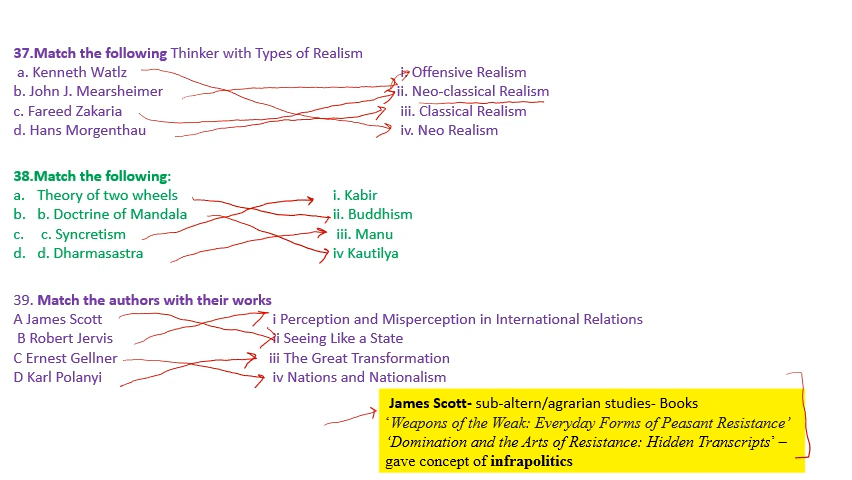 37.Match the following Thinker with Types of Realism
a. Kenneth Watlz i. Offensive Realism
b. John J. Mearsheimer ii. Neo-classical Realism
c. Fareed Zakaria iii. Classical Realism
d. Hans Morgenthau iv. Neo Realism
38.Match the following:
a. Theory of two wheels i. Kabir
b. b. Doctrine of Mandala ii. Buddhism
c. c. Syncretism iii. Manu
d. d. Dharmasastra iv Kautilya
39. Match the authors with their works
A James Scott i Perception and Misperception in International Relations
B Robert Jervis ii Seeing Like a State
C Ernest Gellner iii The Great Transformation
D Karl Polanyi iv Nations and Nationalism
James Scott- sub-altern/agrarian studies- Books
‘Weapons of the Weak: Everyday Forms of Peasant Resistance’
‘Domination and the Arts of Resistance: Hidden Transcripts’ –
gave concept of infrapolitics